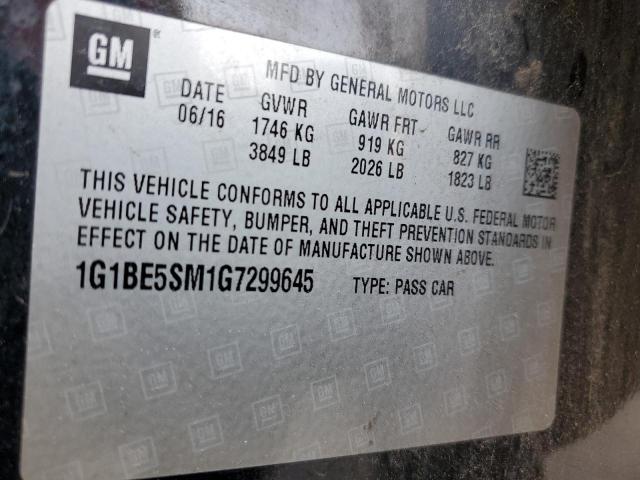 GM
MFD BY GENERAL MOTORS LLC
DATE GVWR GAWR FRT GAWR RR
06/16 1746 KG 919 KG 827 KG
3849 LB 2026 LB 1823 LB
THIS VEHICLE CONFORMS TO ALL APPLICABLE U.S. FEDERAL MOTOR
VEHICLE SAFETY, BUMPER, AND THEFT PREVENTION STANDARDS IN
EFFECT ON THE DATE OF MANUFACTURE SHOWN ABOVE.
1G1BE5SM1G7299645 TYPE: PASS CAR